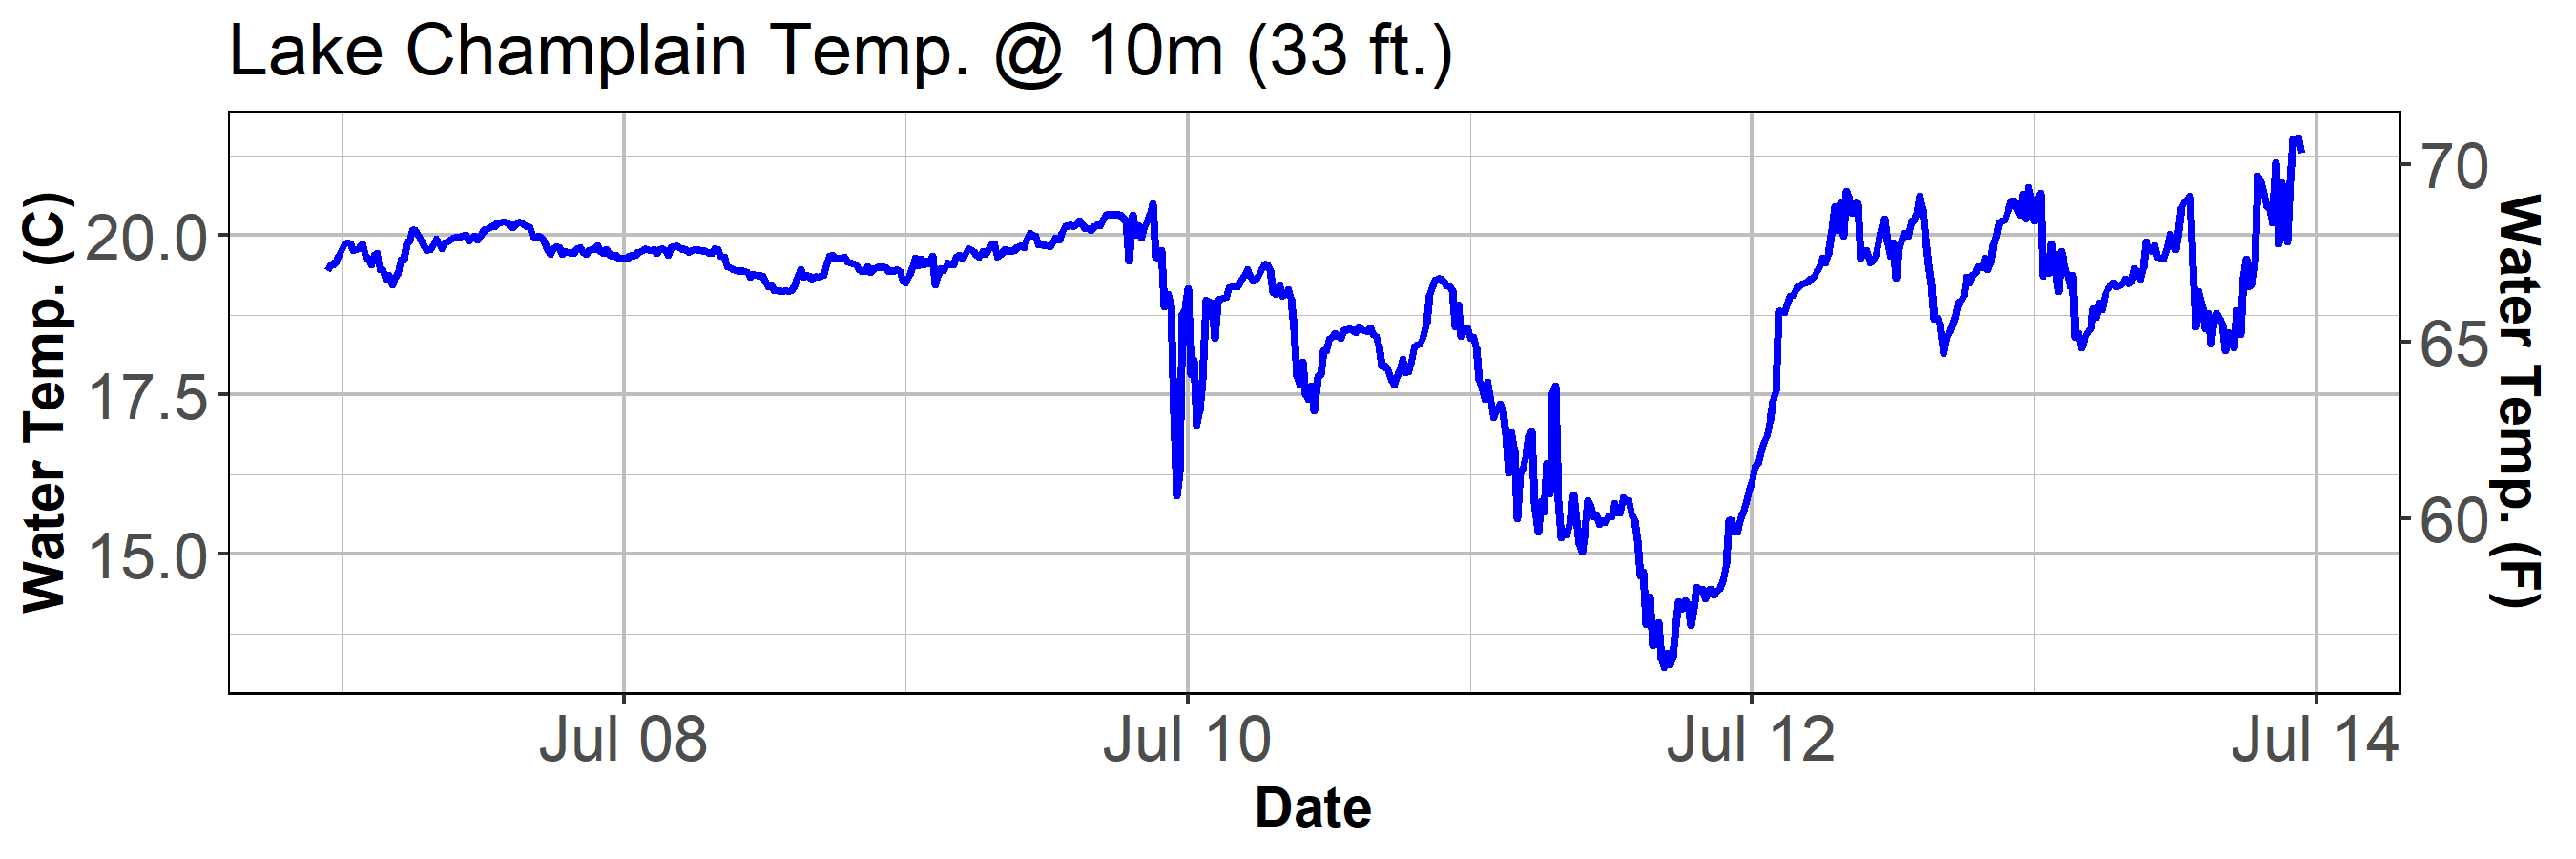 Lake Champlain Temp. @ 10m (33 ft.)
Water Temp. (C)
20.0
17.5
15.0
70
65
60
Water Temp. (F)
Jul 08
Jul 10
Jul 12
Jul 14
Date